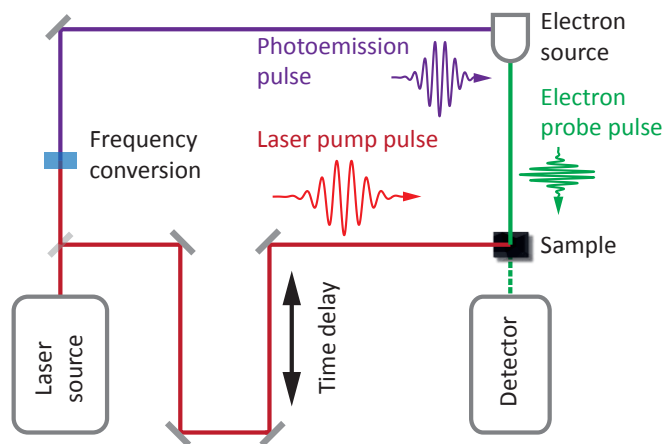 Electron
source
Photoemission
pulse
Electron
probe pulse
Frequency
conversion
Laser pump pulse
Sample
Laser
source
Time delay
Detector